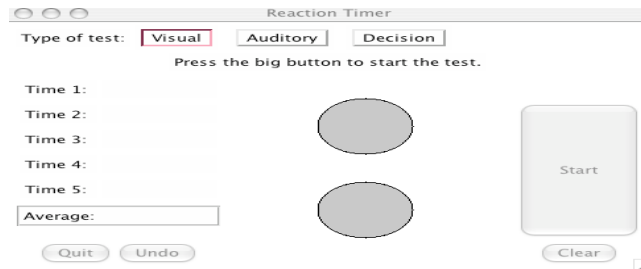 Reaction Timer
Type of test: Visual Auditory Decision
Press the big button to start the test.
Time 1:
Time 2:
Time 3:
Time 4:
Time 5:
Average:
Start
Quit Undo Clear